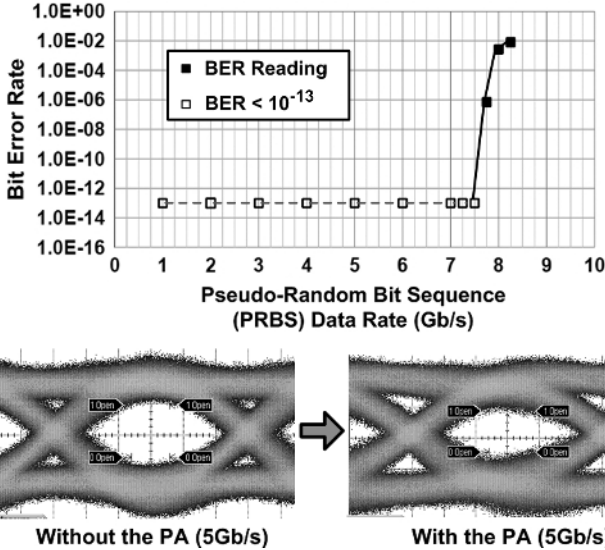 1.0E+00
1.0E-02
1.0E-04
1.0E-06
1.0E-08
1.0E-10
1.0E-12
1.0E-14
1.0E-16
Bit Error Rate
BER Reading
BER < 10⁻¹³
0 1 2 3 4 5 6 7 8 9 10
Pseudo-Random Bit Sequence
(PRBS) Data Rate (Gb/s)
1 Open 1 Open
0 Open 0 Open
1 Open 1 Open
0 Open 0 Open
Without the PA (5Gb/s)
With the PA (5Gb/s)